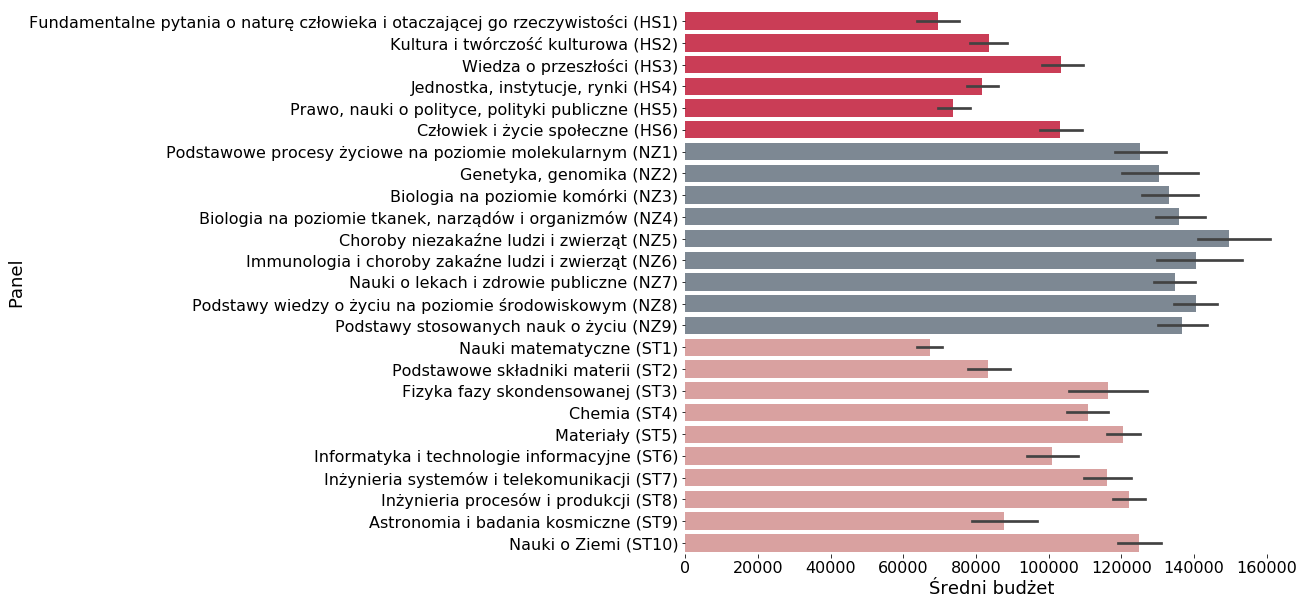 Panel
Fundamentalne pytania o naturę człowieka i otaczającej go rzeczywistości (HS1)
Kultura i twórczość kulturowa (HS2)
Wiedza o przeszłości (HS3)
Jednostka, instytucje, rynki (HS4)
Prawo, nauki o polityce, polityki publiczne (HS5)
Człowiek i życie społeczne (HS6)
Podstawowe procesy życiowe na poziomie molekularnym (NZ1)
Genetyka, genomika (NZ2)
Biologia na poziomie komórki (NZ3)
Biologia na poziomie tkanek, narządów i organizmów (NZ4)
Choroby niezakaźne ludzi i zwierząt (NZ5)
Immunologia i choroby zakaźne ludzi i zwierząt (NZ6)
Nauki o lekach i zdrowie publiczne (NZ7)
Podstawy wiedzy o życiu na poziomie środowiskowym (NZ8)
Podstawy stosowanych nauk o życiu (NZ9)
Nauki matematyczne (ST1)
Podstawowe składniki materii (ST2)
Fizyka fazy skondensowanej (ST3)
Chemia (ST4)
Materiały (ST5)
Informatyka i technologie informacyjne (ST6)
Inżynieria systemów i telekomunikacji (ST7)
Inżynieria procesów i produkcji (ST8)
Astronomia i badania kosmiczne (ST9)
Nauki o Ziemi (ST10)
0 20000 40000 60000 80000 100000 120000 140000 160000
Średni budżet